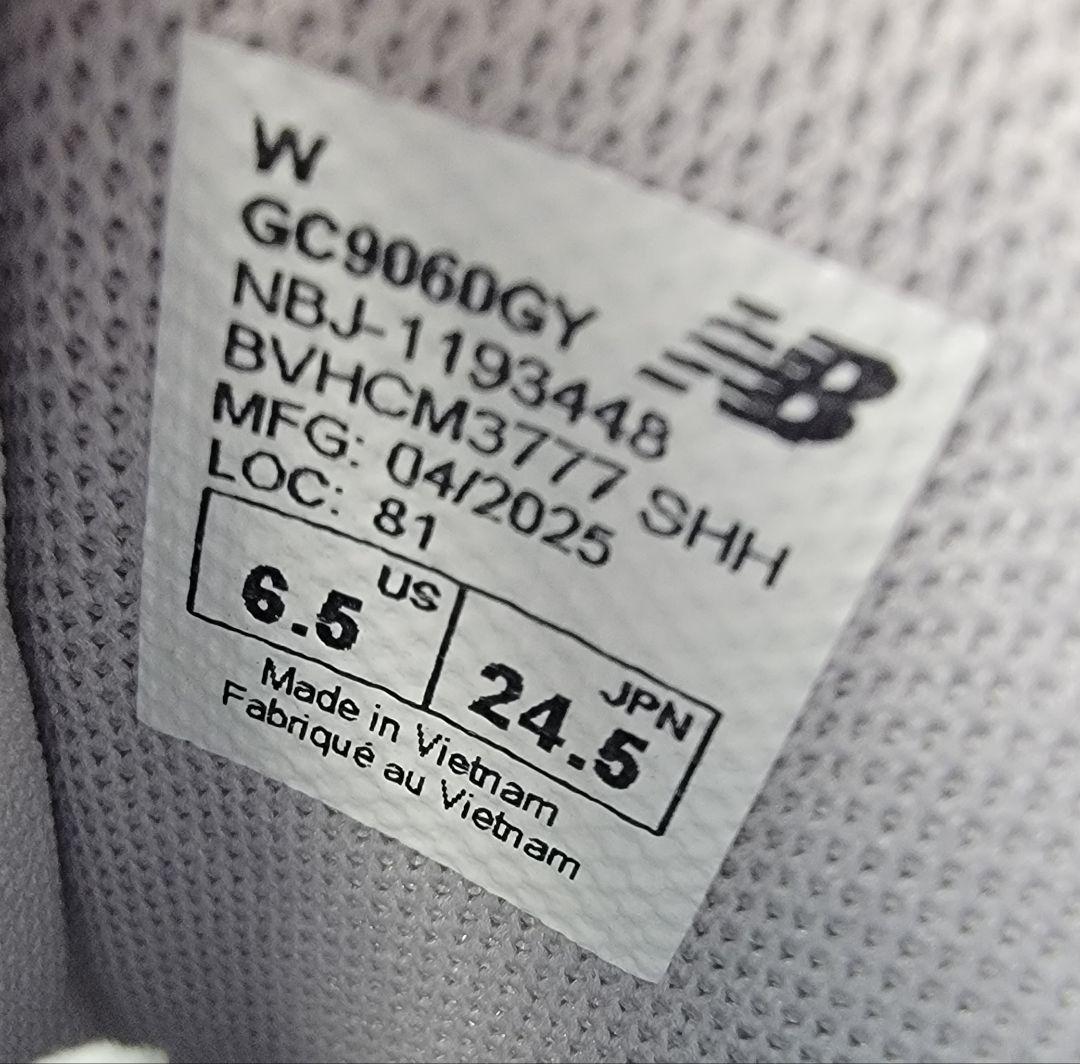 W
GC9060GY
NBJ-1193448
BVHCM3777 SHH
MFG: 04/2025
LOC: 81
US
6.5
JPN
24.5
Made in Vietnam
Fabriqué au Vietnam
NB